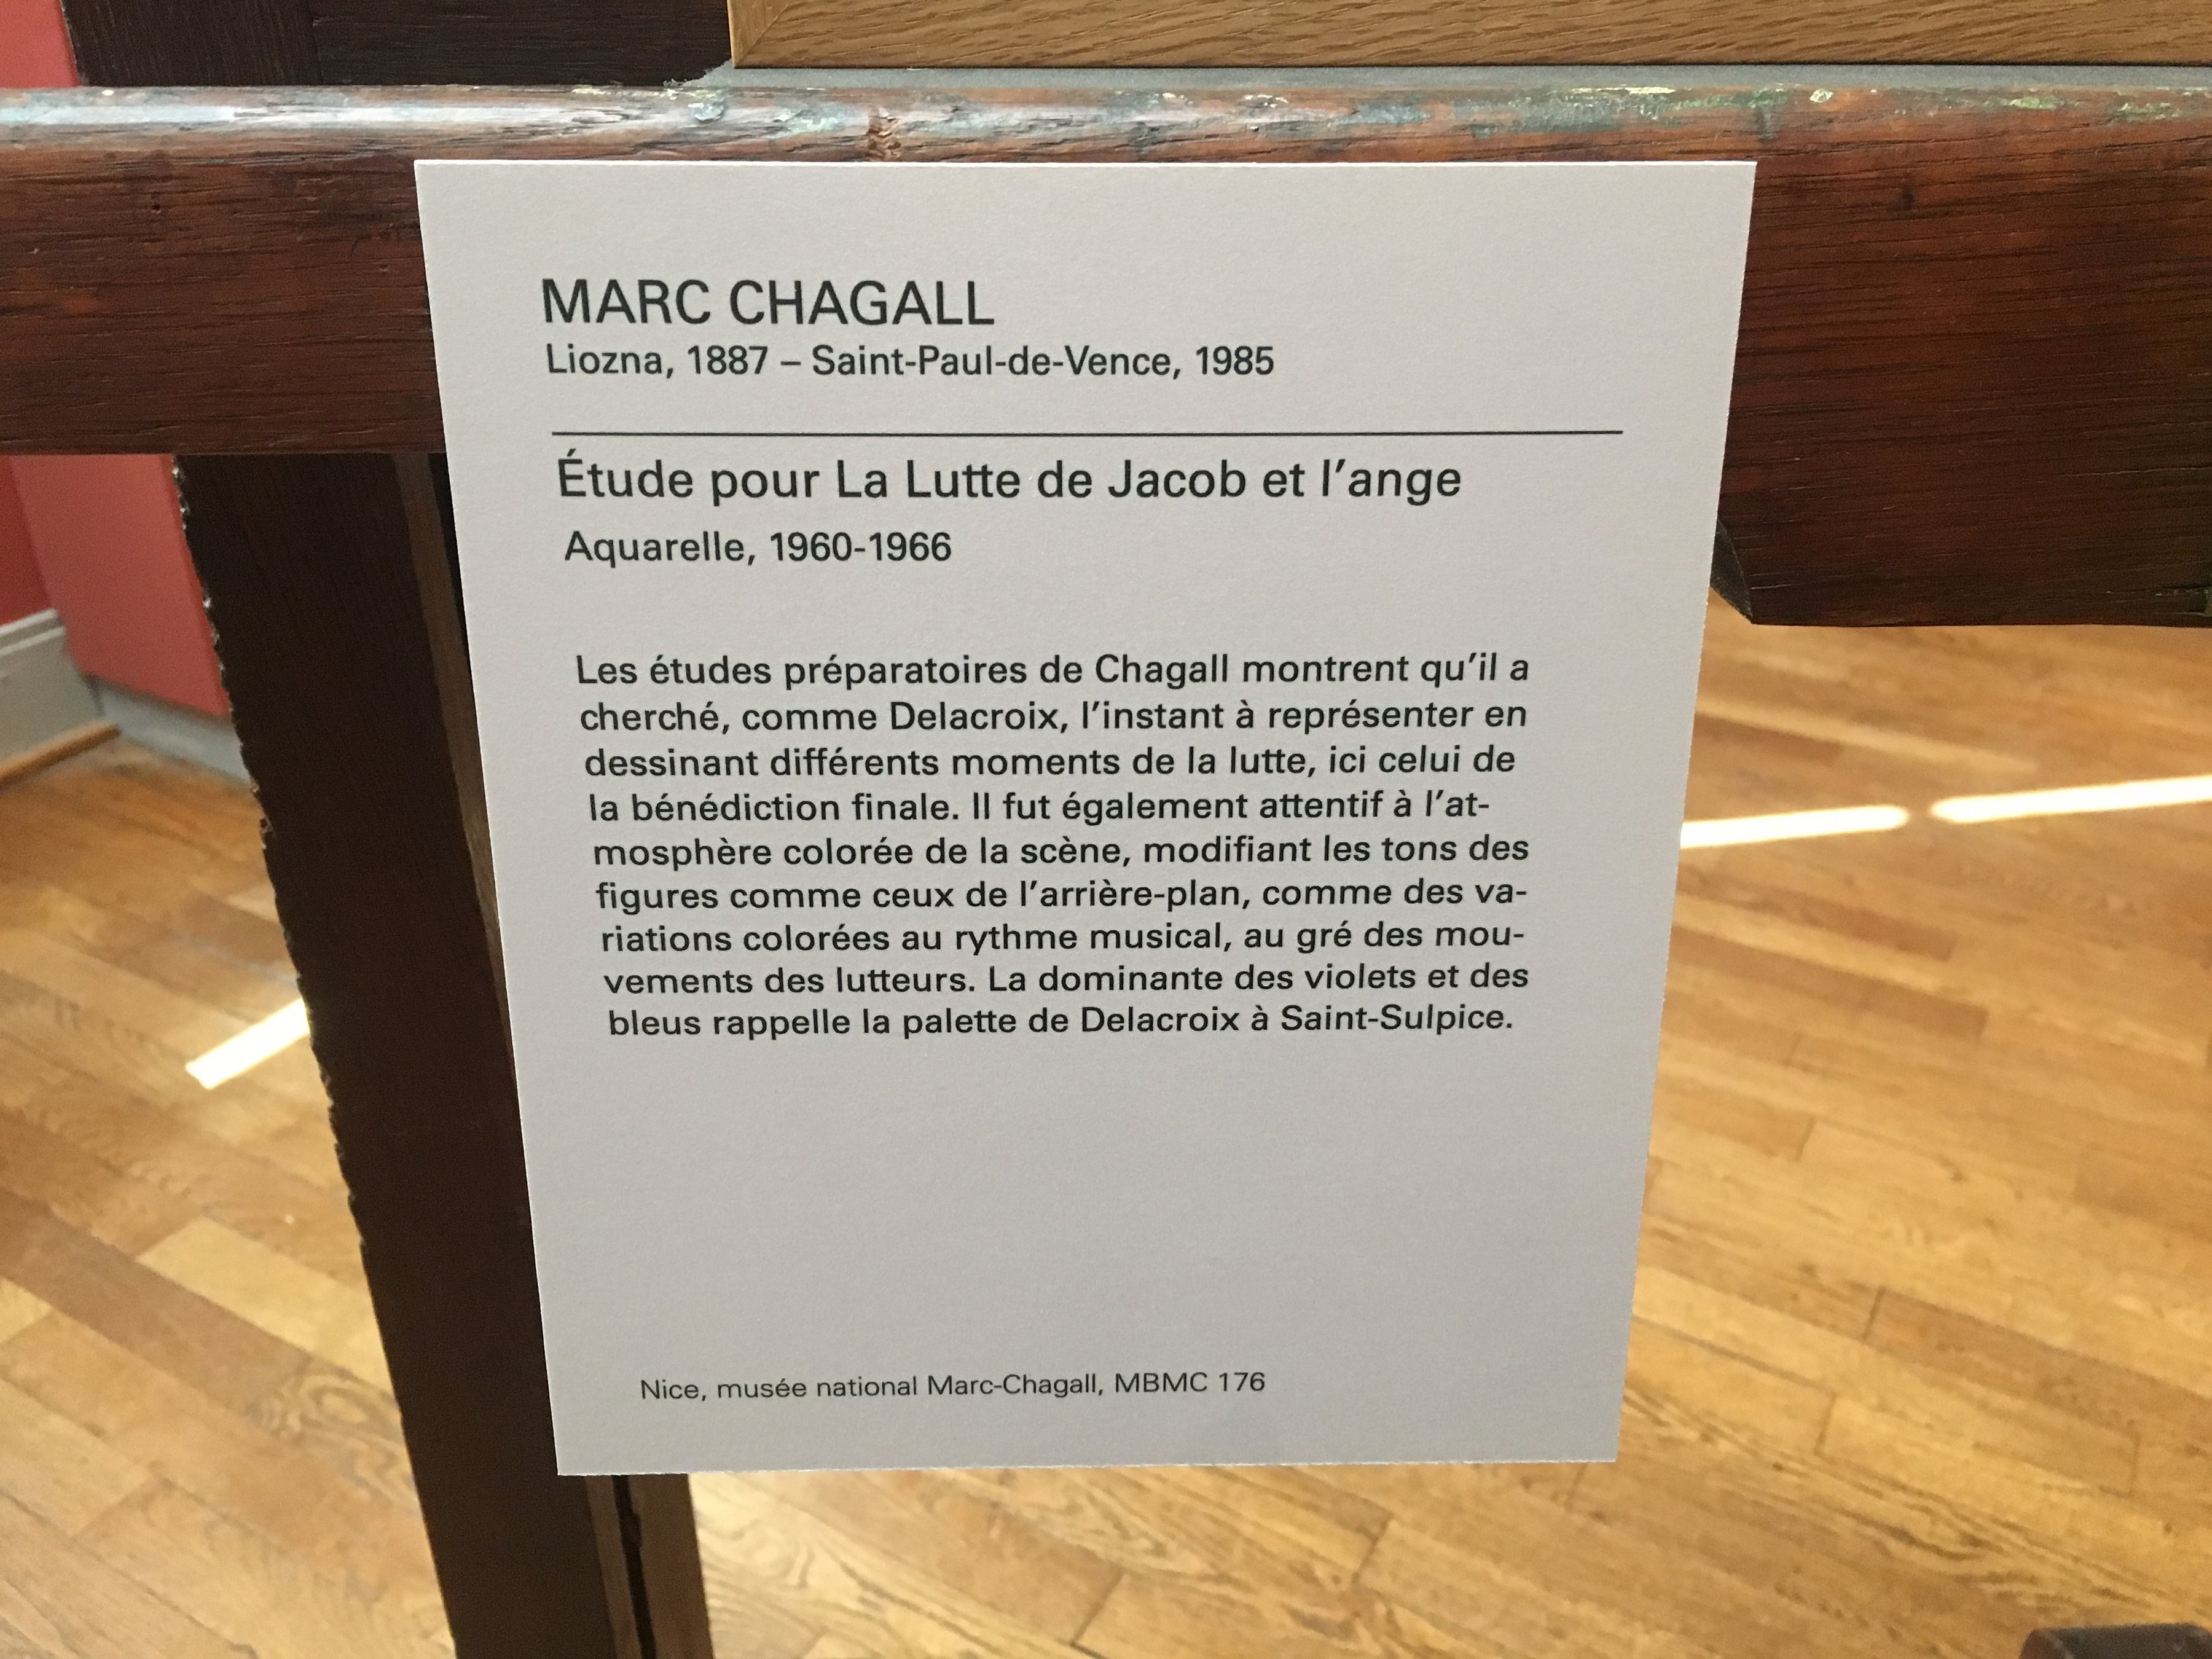 MARC CHAGALL
Liozna, 1887 – Saint-Paul-de-Vence, 1985
Étude pour La Lutte de Jacob et l’ange
Aquarelle, 1960-1966
Les études préparatoires de Chagall montrent qu’il a
cherché, comme Delacroix, l’instant à représenter en
dessinant différents moments de la lutte, ici celui de
la bénédiction finale. Il fut également attentif à l’at-
mosphère colorée de la scène, modifiant les tons des
figures comme ceux de l’arrière-plan, comme des va-
riations colorées au rythme musical, au gré des mou-
vements des lutteurs. La dominante des violets et des
bleus rappelle la palette de Delacroix à Saint-Sulpice.
Nice, musée national Marc-Chagall, MBMC 176